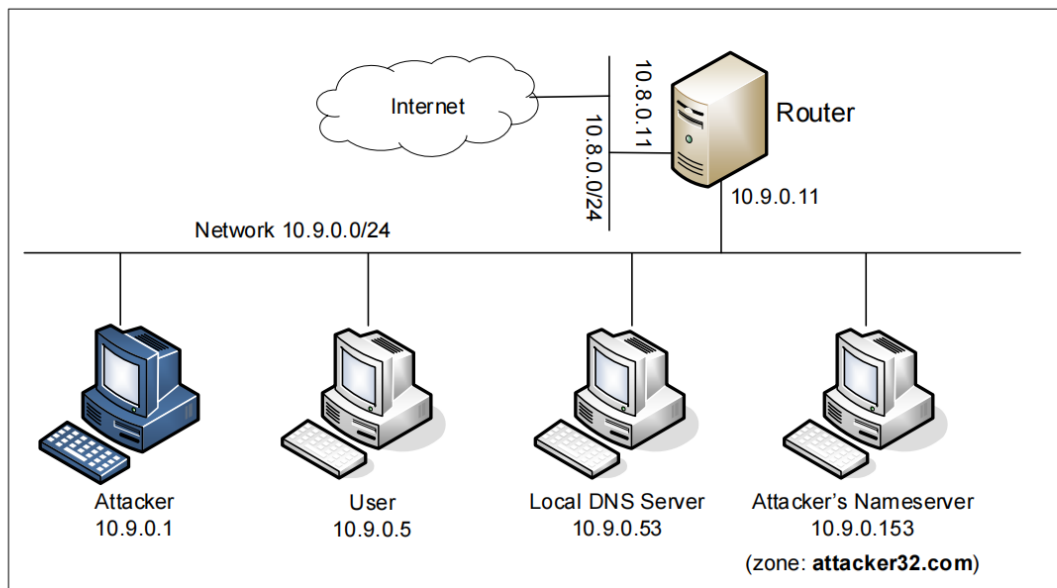 Internet
10.8.0.11
10.8.0.0/24
Router
10.9.0.11
Network 10.9.0.0/24
Attacker
10.9.0.1
User
10.9.0.5
Local DNS Server
10.9.0.53
Attacker's Nameserver
10.9.0.153
(zone: attacker32.com)